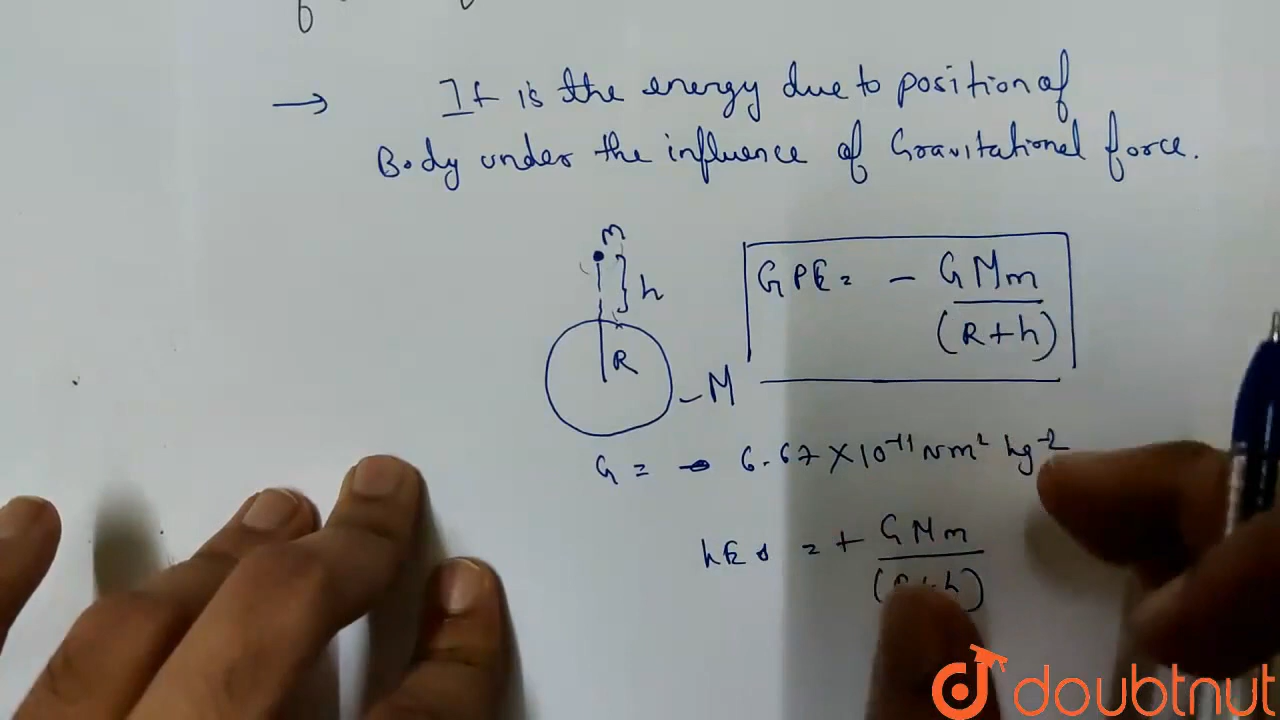 → It is the energy due to position of
Body under the influence of Gravitational force.
m
h
R
M
GPE = - GMm
(R+h)
G = 6.67 × 10⁻¹¹ Nm² kg⁻²
= + GMm
doubtnut